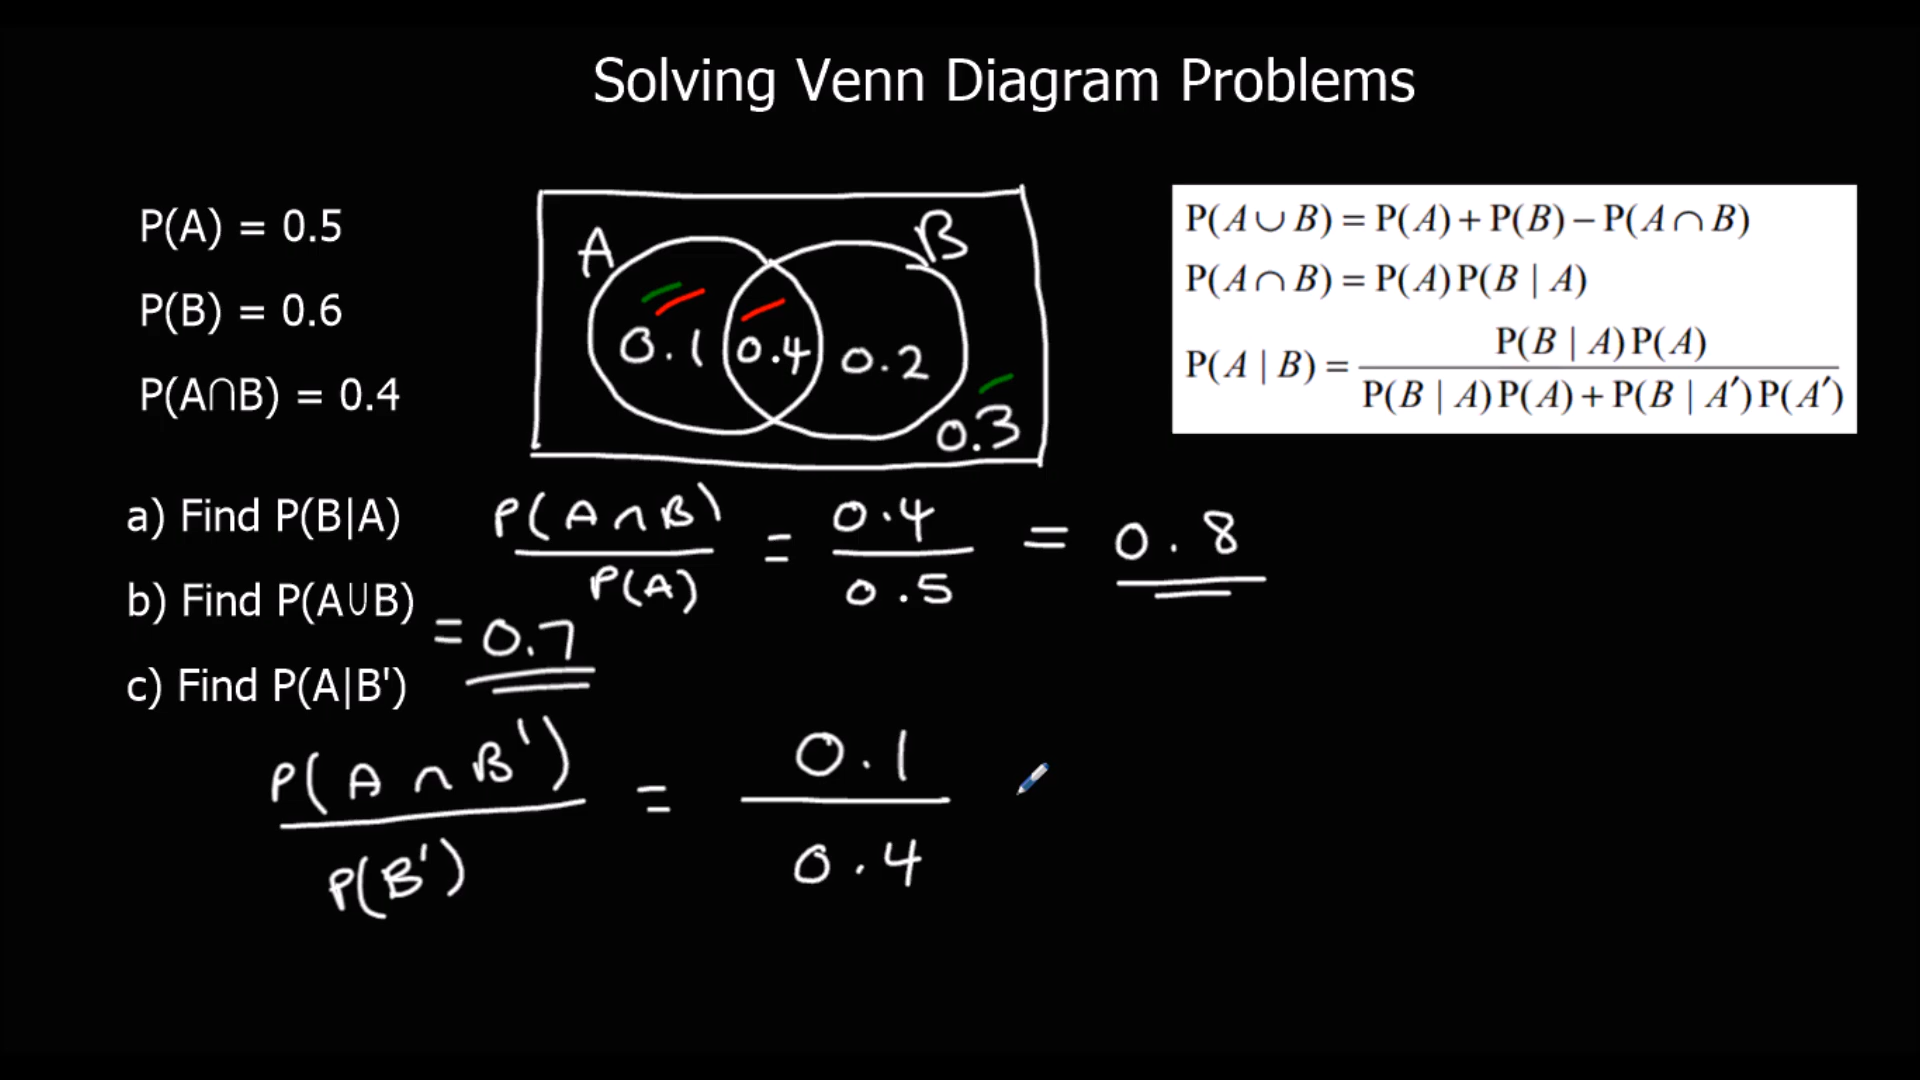 Solving Venn Diagram Problems
P(A) = 0.5
P(B) = 0.6
P(A∩B) = 0.4
A
B
0.1
0.4
0.2
0.3
P(A ∪ B) = P(A) + P(B) − P(A ∩ B)
P(A ∩ B) = P(A) P(B | A)
P(A | B) = P(B | A) P(A) / P(B | A) P(A) + P(B | A′) P(A′)
a) Find P(B|A)
P(A∩B) / P(A) = 0.4 / 0.5 = 0.8
b) Find P(A∪B)
= 0.7
c) Find P(A|B')
P(A∩B') / P(B') = 0.1 / 0.4